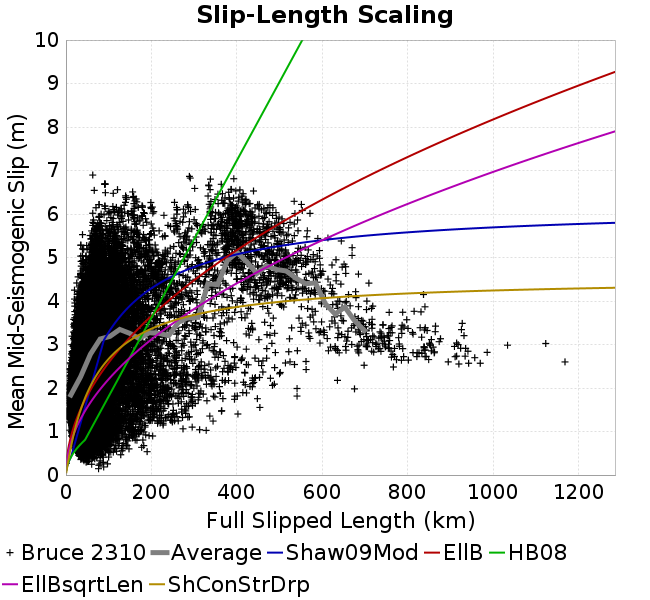 Slip-Length Scaling
Mean Mid-Seismogenic Slip (m)
10
9
8
7
6
5
4
3
2
1
0
0 200 400 600 800 1000 1200
Full Slipped Length (km)
Bruce 2310 Average Shaw09Mod EllB HB08
EllBsqrtLen ShConStrDrp